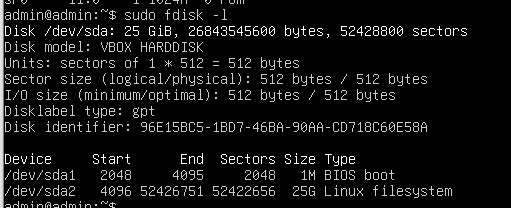 admin@admin:~$ sudo fdisk -l
Disk /dev/sda: 25 GiB, 26843545600 bytes, 52428800 sectors
Disk model: VBOX HARDDISK
Units: sectors of 1 * 512 = 512 bytes
Sector size (logical/physical): 512 bytes / 512 bytes
I/O size (minimum/optimal): 512 bytes / 512 bytes
Disklabel type: gpt
Disk identifier: 96E15BC5-1BD7-46BA-90AA-CD718C60E58A
Device Start End Sectors Size Type
/dev/sda1 2048 4095 2048 1M BIOS boot
/dev/sda2 4096 52426751 52422656 25G Linux filesystem
admin@admin:~$